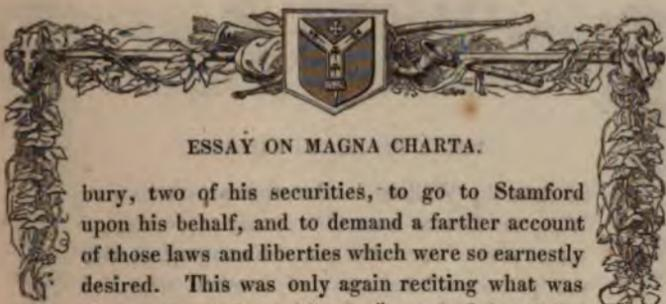 ESSAY ON MAGNA CHARTA.
bury, two of his securities, to go to Stamford
upon his behalf, and to demand a farther account
of those laws and liberties which were so earnestly
desired. This was only again reciting what was